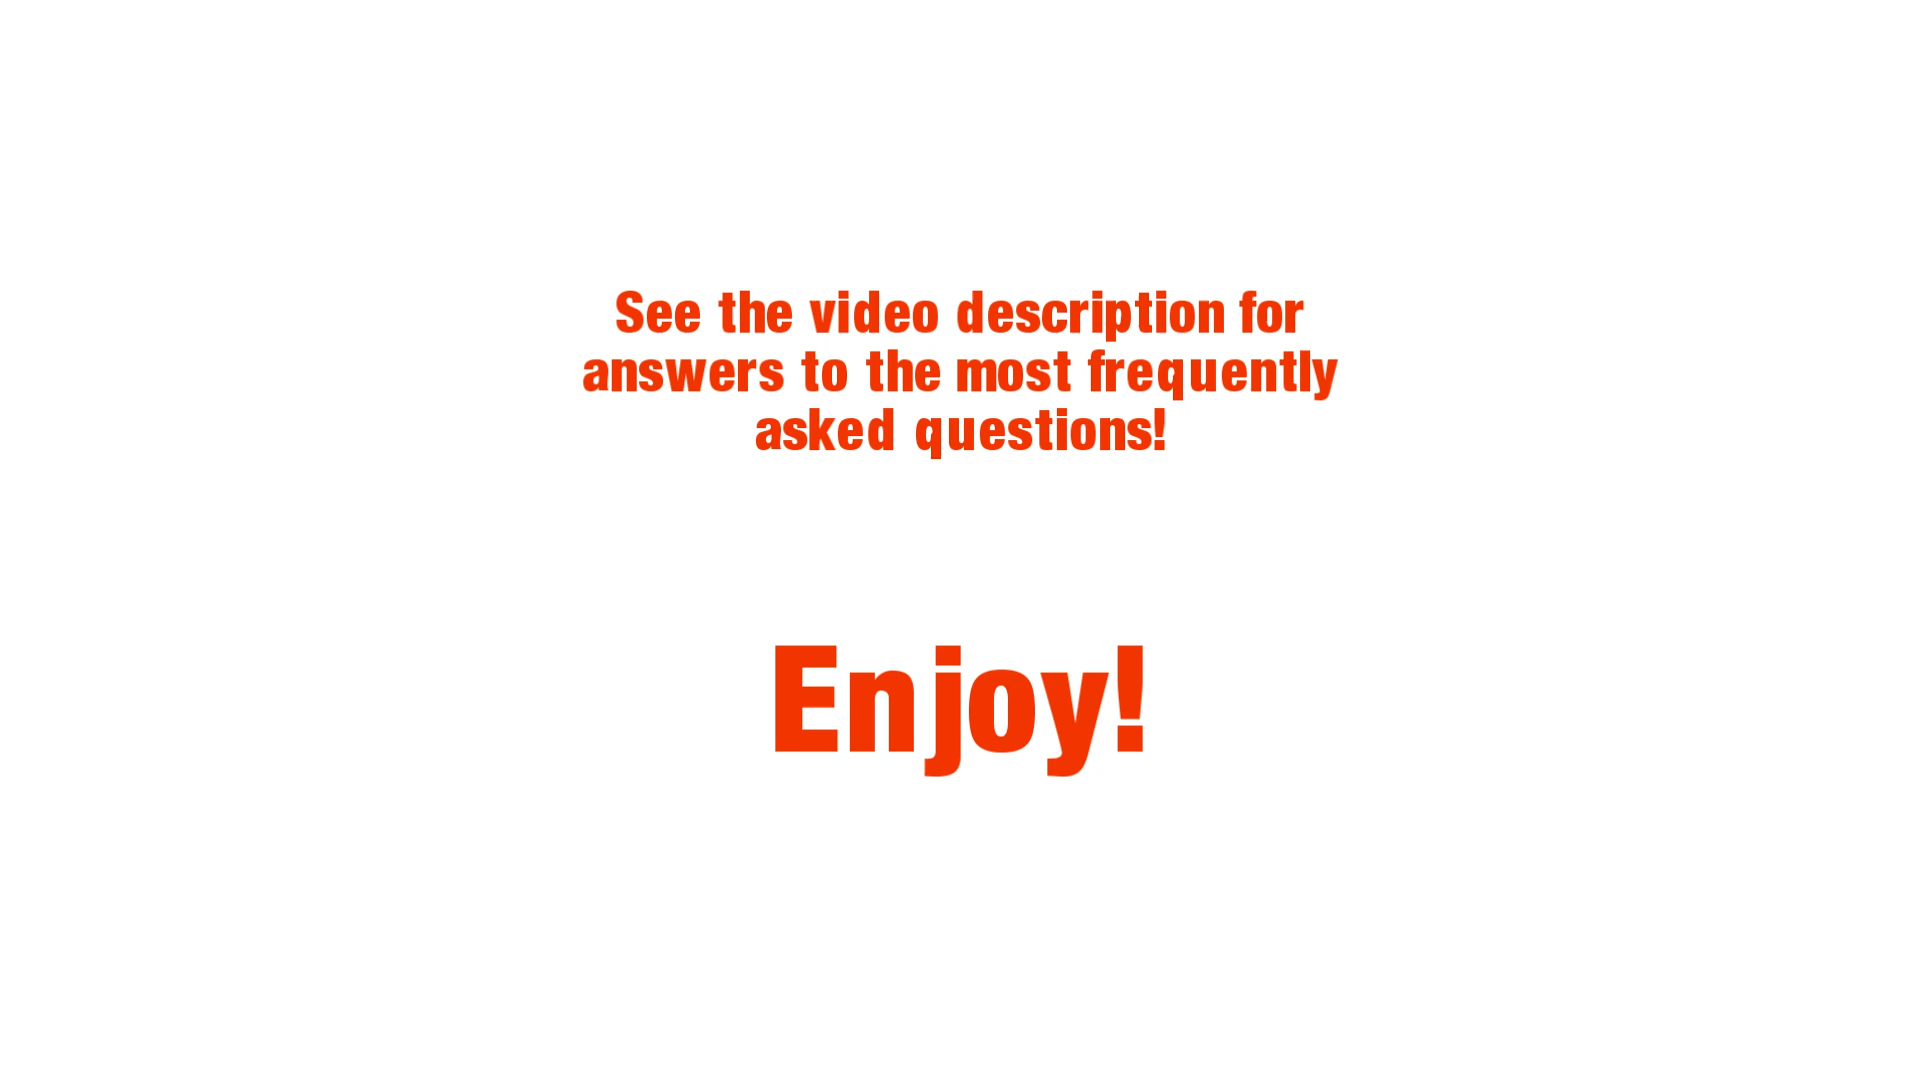 See the video description for
answers to the most frequently
asked questions!
Enjoy!